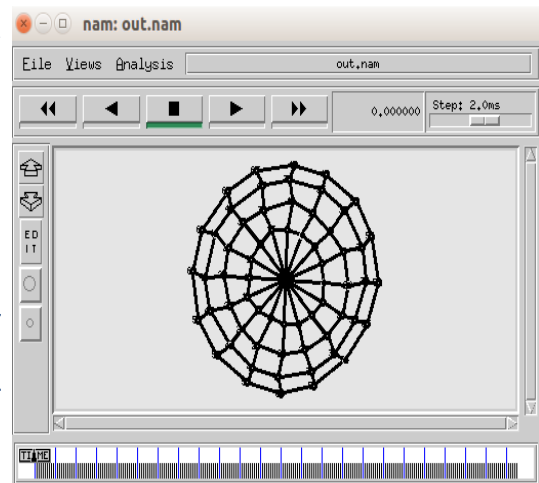 nam: out.nam
File Views Analysis out.nam
0.000000 Step: 2.0ms
ED
IT
TIME